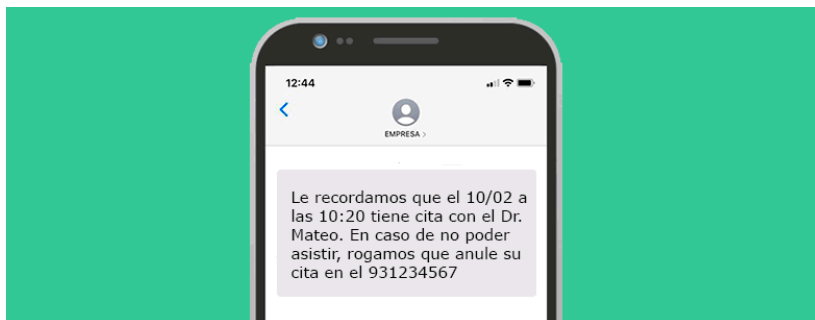 12:44
EMPRESA >
Le recordamos que el 10/02 a
las 10:20 tiene cita con el Dr.
Mateo. En caso de no poder
asistir, rogamos que anule su
cita en el 931234567